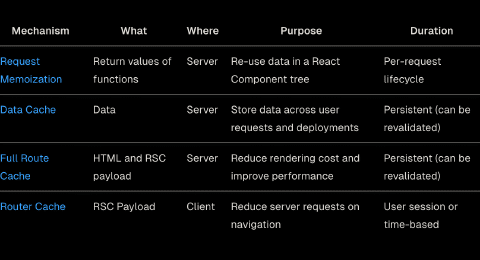 Mechanism What Where Purpose Duration
Request Return values of Server Re-use data in a React Per-request
Memoization functions Component tree lifecycle
Data Cache Data Server Store data across user Persistent (can be
requests and deployments revalidated)
Full Route HTML and RSC Server Reduce rendering cost and Persistent (can be
Cache payload improve performance revalidated)
Router Cache RSC Payload Client Reduce server requests on User session or
navigation time-based